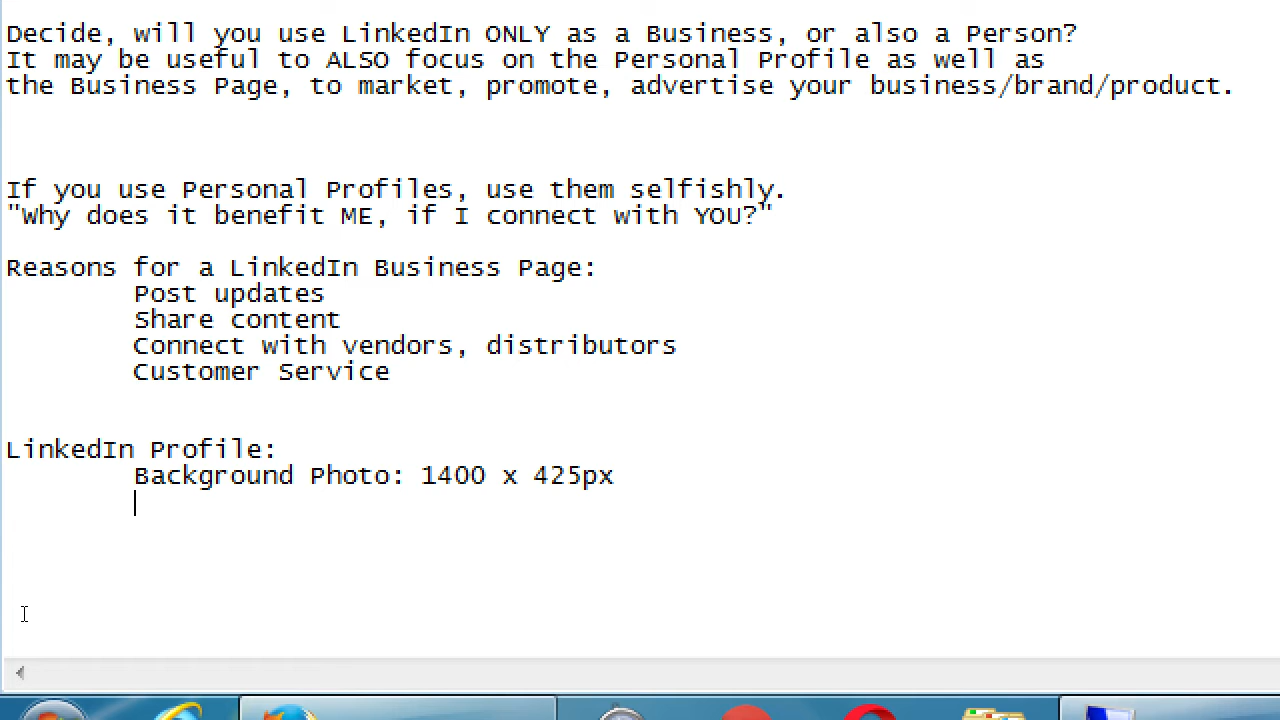 Decide, will you use LinkedIn ONLY as a Business, or also a Person?
It may be useful to ALSO focus on the Personal Profile as well as
the Business Page, to market, promote, advertise your business/brand/product.
If you use Personal Profiles, use them selfishly.
"Why does it benefit ME, if I connect with YOU?"
Reasons for a LinkedIn Business Page:
Post updates
Share content
Connect with vendors, distributors
Customer Service
LinkedIn Profile:
Background Photo: 1400 x 425px